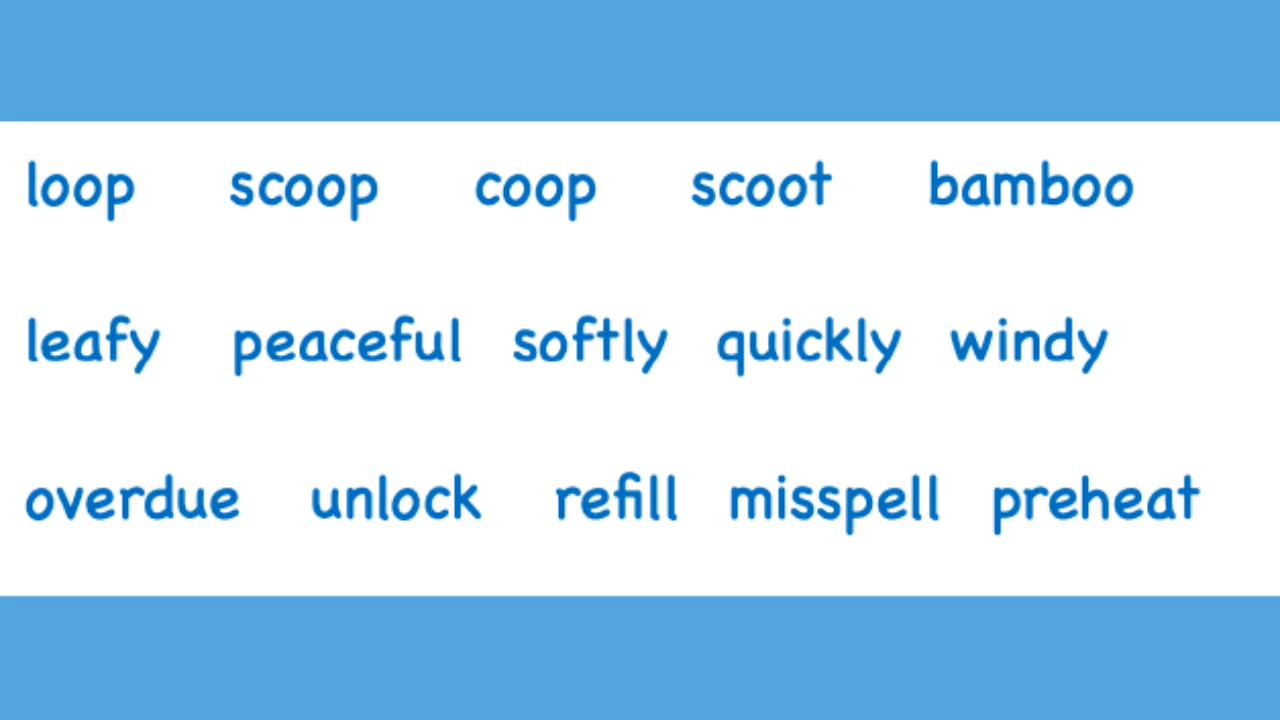 loop scoop coop scoot bamboo
leafy peaceful softly quickly windy
overdue unlock refill misspell preheat